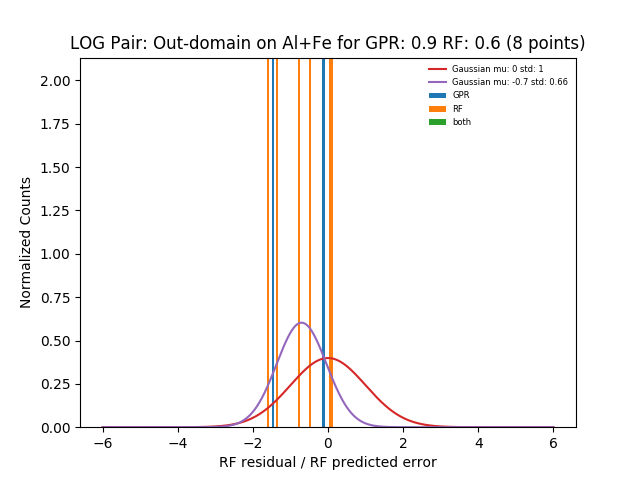 LOG Pair: Out-domain on Al+Fe for GPR: 0.9 RF: 0.6 (8 points)
Gaussian mu: 0 std: 1
Gaussian mu: -0.7 std: 0.66
GPR
RF
both
Normalized Counts
2.00
1.75
1.50
1.25
1.00
0.75
0.50
0.25
0.00
−6 −4 −2 0 2 4 6
RF residual / RF predicted error